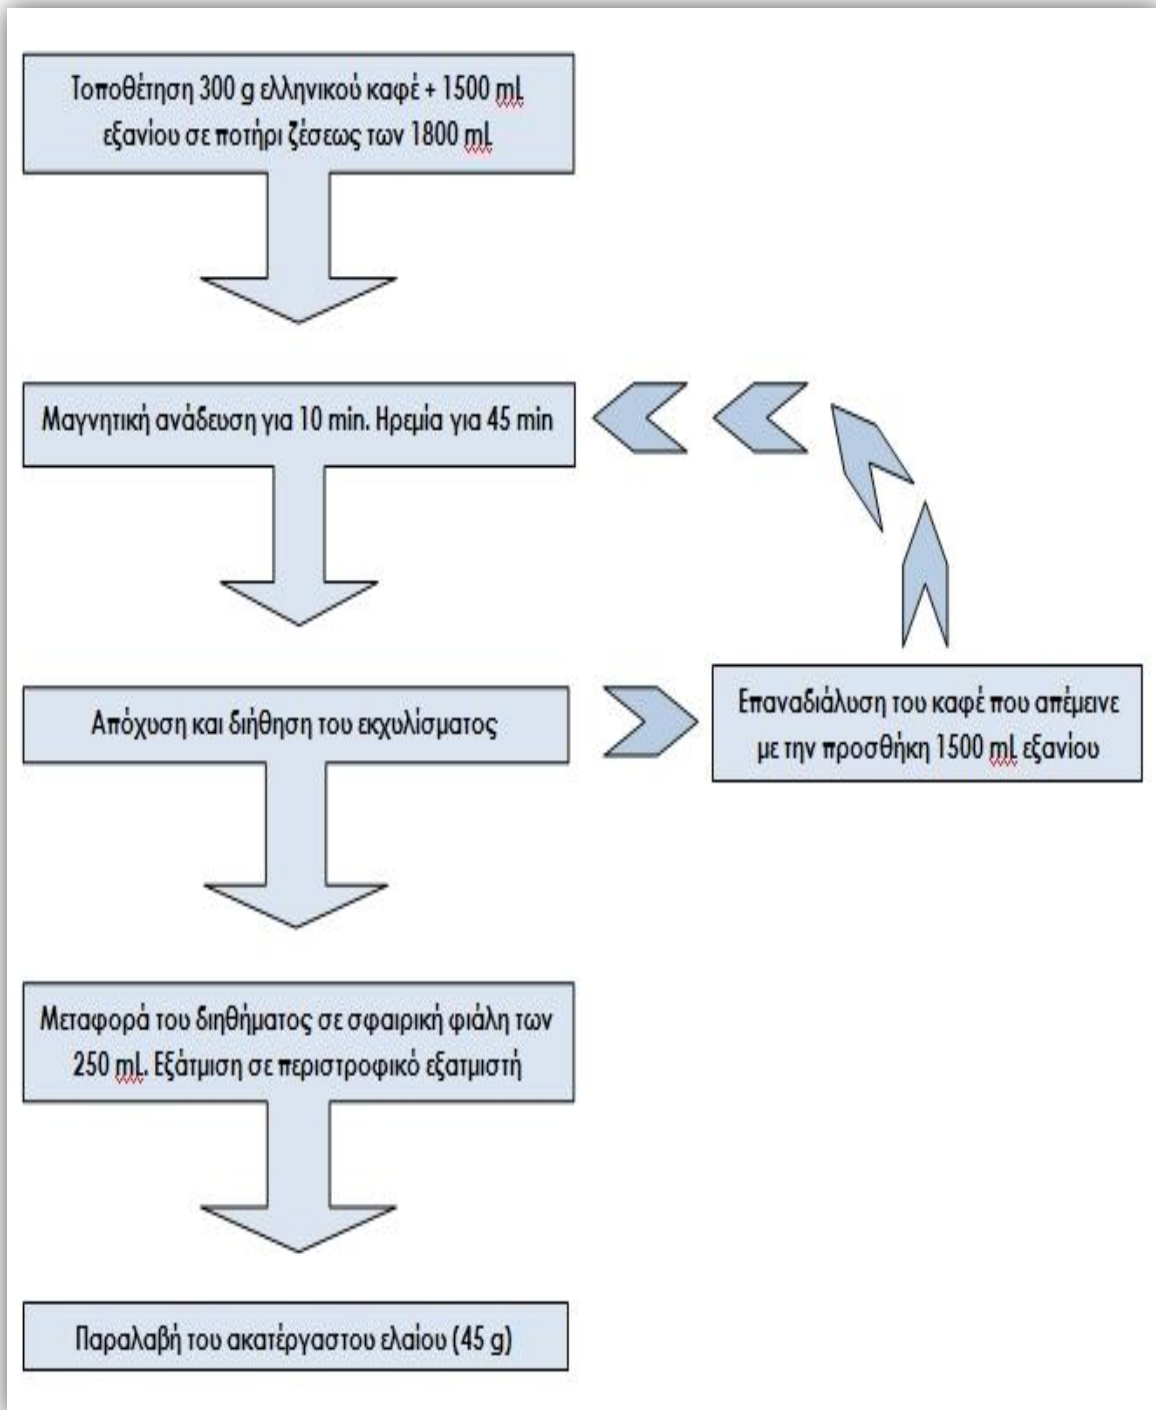 Τοποθέτηση 300 g ελληνικού καφέ + 1500 mL
εξανίου σε ποτήρι ζέσεως των 1800 mL
Μαγνητική ανάδευση για 10 min. Ηρεμία για 45 min
Απόχυση και διήθηση του εκχυλίσματος
Επαναδιάλυση του καφέ που απέμεινε
με την προσθήκη 1500 mL εξανίου
Μεταφορά του διηθήματος σε σφαιρική φιάλη των
250 mL. Εξάτμιση σε περιστροφικό εξατμιστή
Παραλαβή του ακατέργαστου ελαίου (45 g)